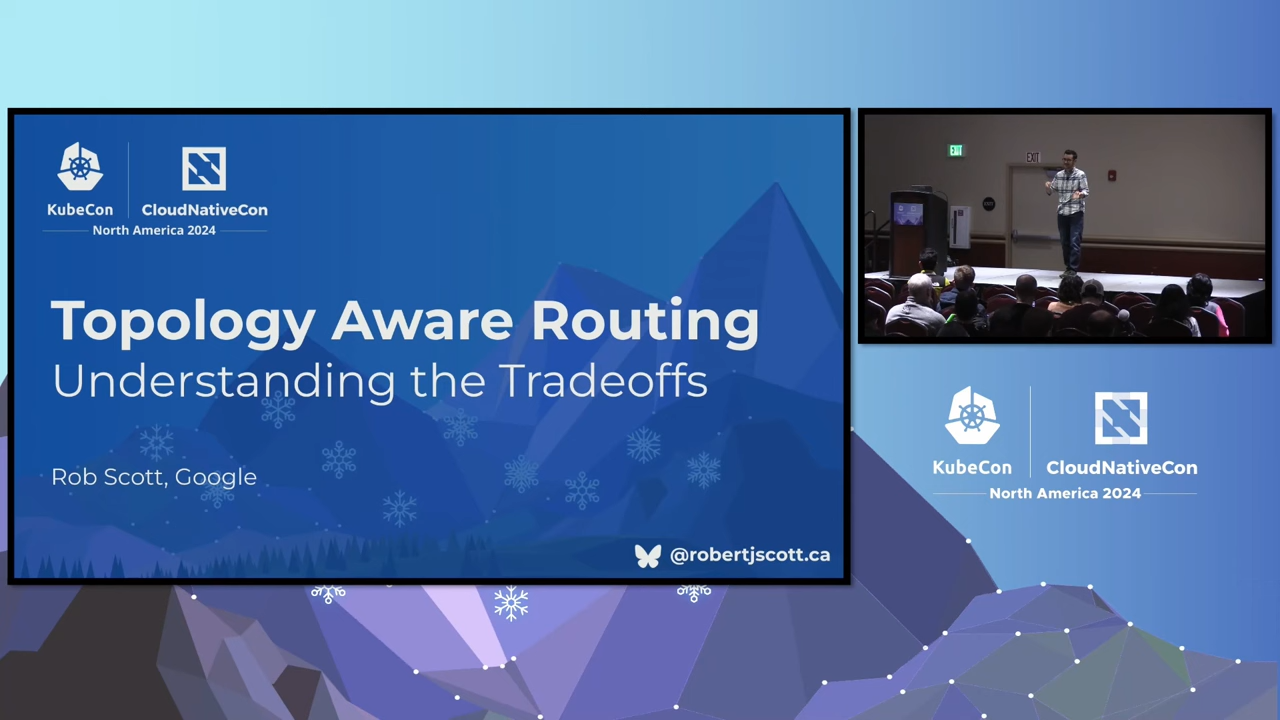 KubeCon
CloudNativeCon
North America 2024
Topology Aware Routing
Understanding the Tradeoffs
Rob Scott, Google
@robertjscott.ca
EXIT
EXIT
KubeCon
CloudNativeCon
North America 2024